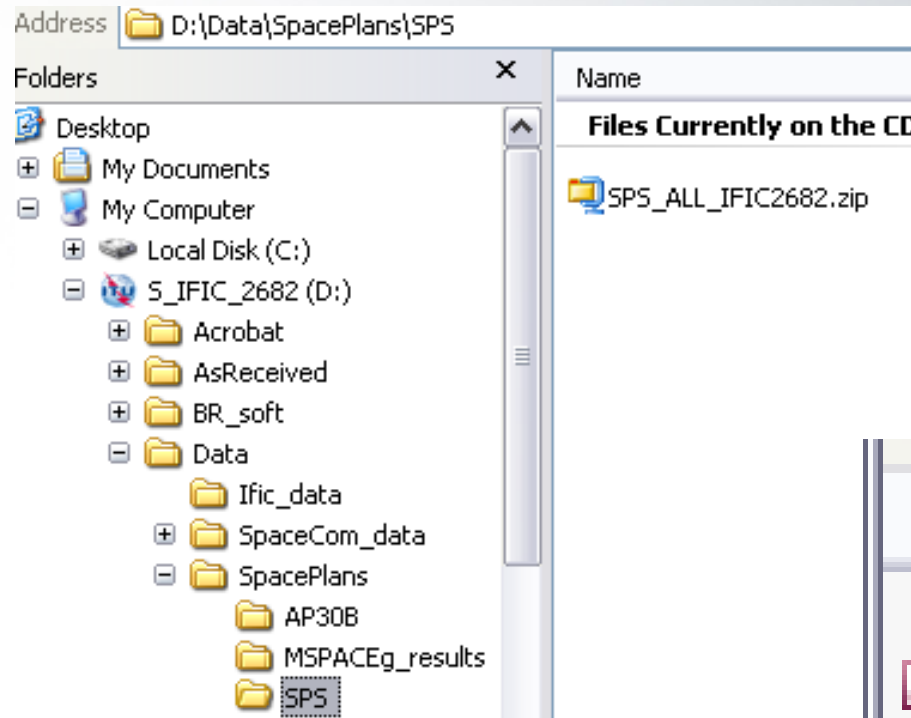 Address D:\Data\SpacePlans\SPS
Folders
Desktop
My Documents
My Computer
Local Disk (C:)
S_IFIC_2682 (D:)
Acrobat
AsReceived
BR_soft
Data
Ific_data
SpaceCom_data
SpacePlans
AP30B
MSPACEg_results
SPS
Name
Files Currently on the CD
SPS_ALL_IFIC2682.zip